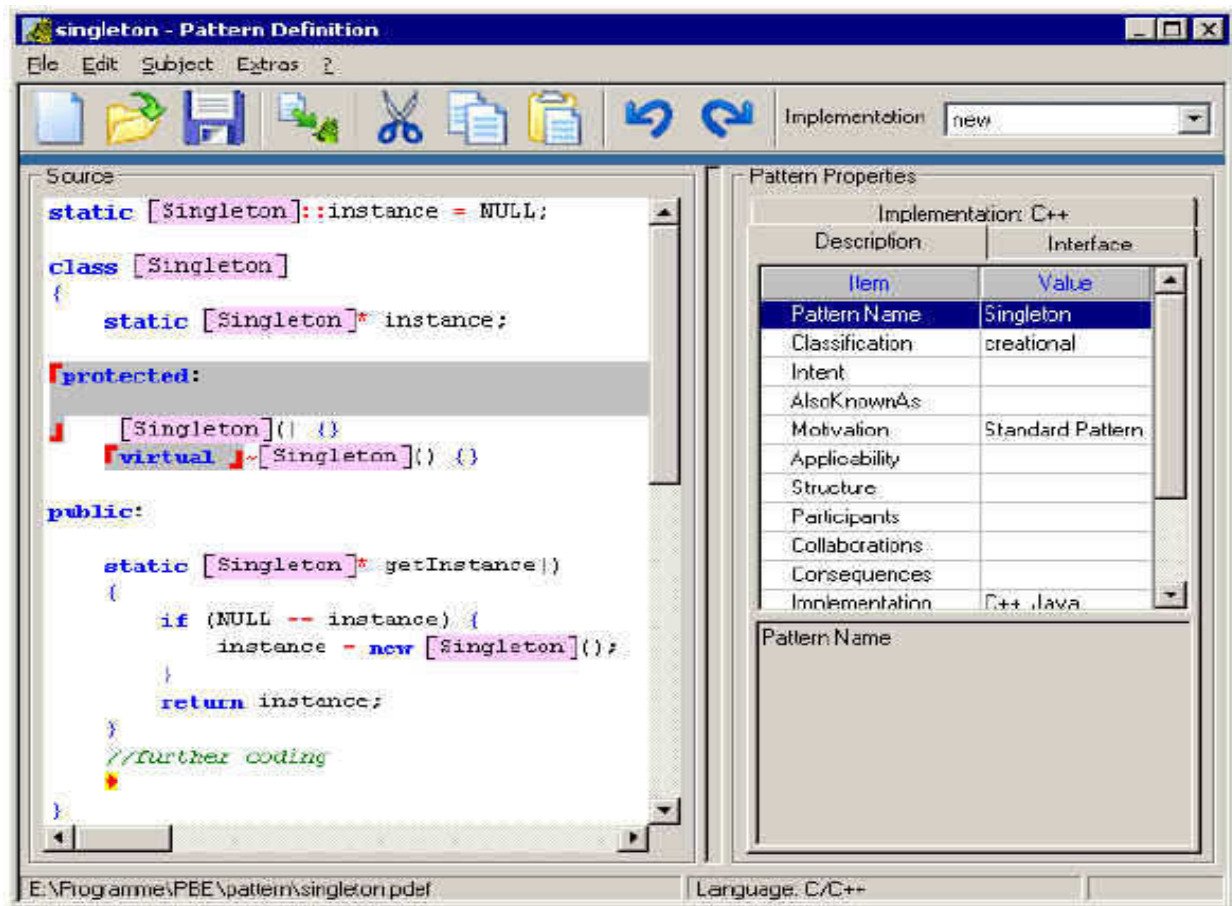 singleton - Pattern Definition
File Edit Subject Extras ?
Implementation new
Source
static [Singleton]::instance = NULL;
class [Singleton]
{
static [Singleton]* instance;
protected:
[Singleton]() {}
virtual ~[Singleton]() {}
public:
static [Singleton]* getInstance()
{
if (NULL == instance) {
instance = new [Singleton]();
}
return instance;
}
//further coding
}
Pattern Properties
Implementation: C++
Description Interface
Item Value
Pattern Name Singleton
Classification creational
Intent
AlsoKnownAs
Motivation Standard Pattern
Applicability
Structure
Participants
Collaborations
Consequences
Implementation C++ Java
Pattern Name
E:\Programme\PBE\pattern\singleton.pdef
Language: C/C++